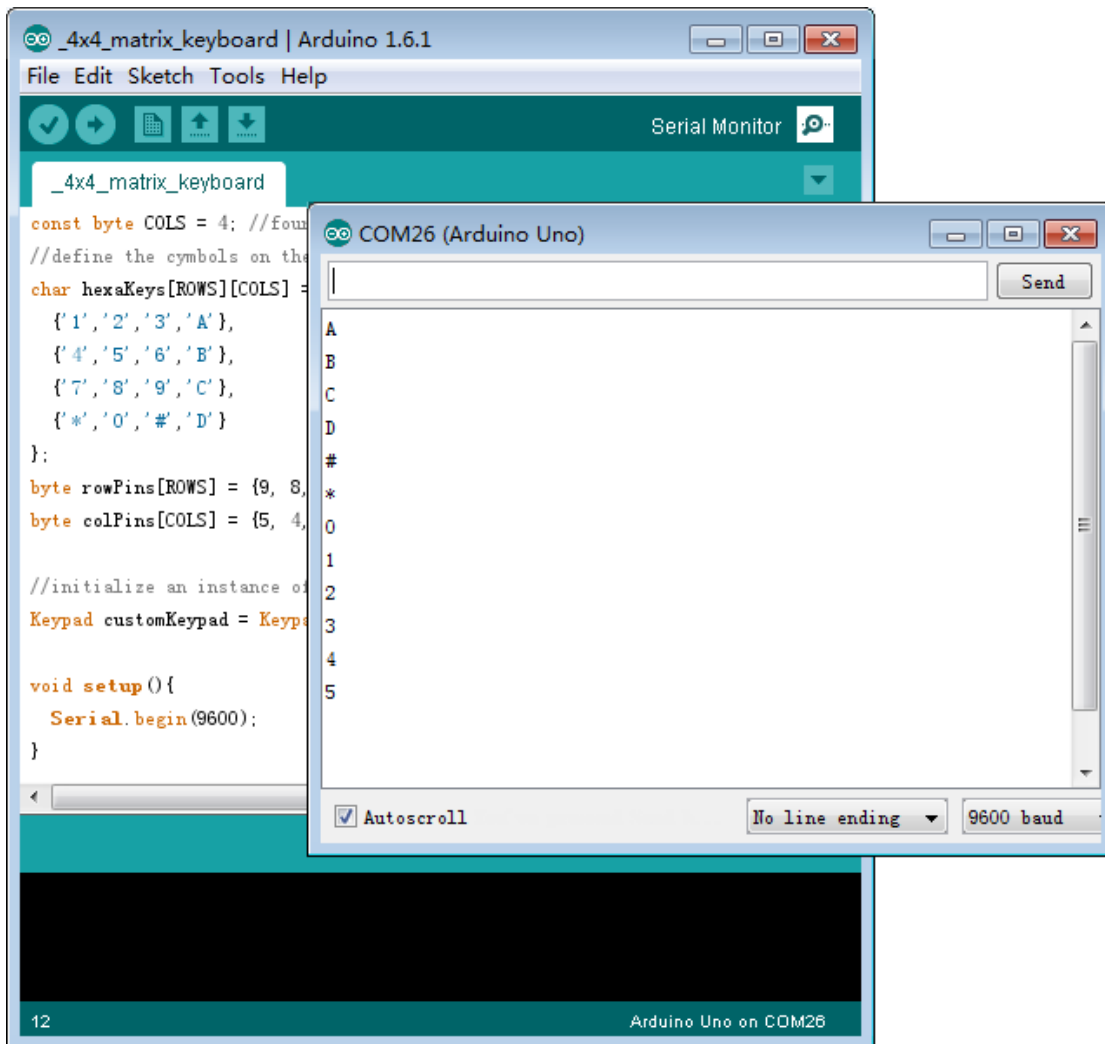 _4x4_matrix_keyboard | Arduino 1.6.1
File Edit Sketch Tools Help
Serial Monitor
_4x4_matrix_keyboard
const byte COLS = 4; //four
//define the cymbols on the
char hexaKeys[ROWS][COLS] =
{'1','2','3','A'},
{'4','5','6','B'},
{'7','8','9','C'},
{'*','0','#','D'}
};
byte rowPins[ROWS] = {9, 8,
byte colPins[COLS] = {5, 4,
//initialize an instance of
Keypad customKeypad = Keypa
void setup(){
Serial.begin(9600);
}
COM26 (Arduino Uno)
Send
A
B
C
D
#
*
0
1
2
3
4
5
Autoscroll
No line ending
9600 baud
12
Arduino Uno on COM26